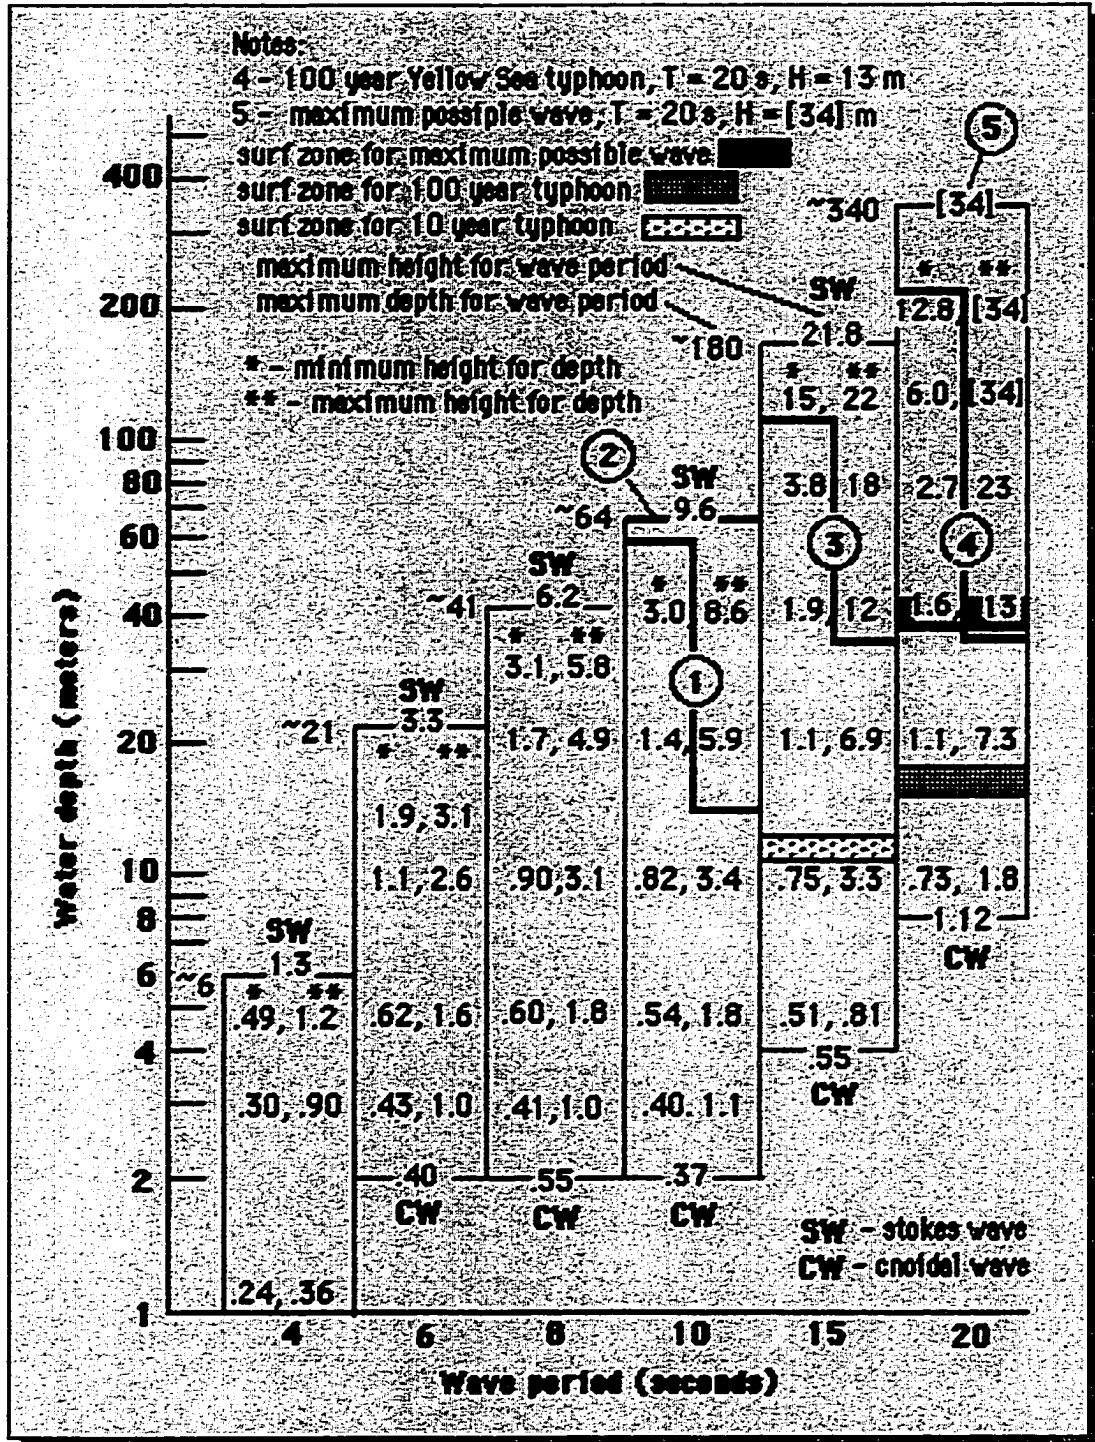 Notes:
4 - 100 year Yellow Sea typhoon, T = 20 s, H = 13 m
5 - maximum possiple wave, T = 20 s, H = [34] m
surf zone for maximum possible wave
surf zone for 100 year typhoon
surf zone for 10 year typhoon
maximum height for wave period
maximum depth for wave period
* - minimum height for depth
** - maximum height for depth
5
400
~340 [34]
* **
SW
200
12.8, [34]
~180 21.8
* **
15, 22
6.0, [34]
100
2
SW
80
3.8 18
2.7 23
~64 9.6
60
3
4
SW
~41 6.2
* **
* **
40
3.0 8.6
1.9, 12
1.6, 13
3.1, 5.8
1
SW
~21 3.3
* **
20
1.7, 4.9
1.4, 5.9
1.1, 6.9
1.1, 7.3
1.9, 3.1
10
1.1, 2.6
.90, 3.1
.82, 3.4
.75, 3.3
.73, 1.8
8
1.12
CW
SW
6
~6 1.3
* **
.49, 1.2
.62, 1.6
.60, 1.8
.54, 1.8
.51, .81
4
.55
CW
.30, .90
.43, 1.0
.41, 1.0
.40. 1.1
2
.40
.55
.37
CW
CW
CW
SW - stokes wave
CW - cnoidal wave
.24, .36
1
4 6 8 10 15 20
Wave period (seconds)
Water depth (meters)